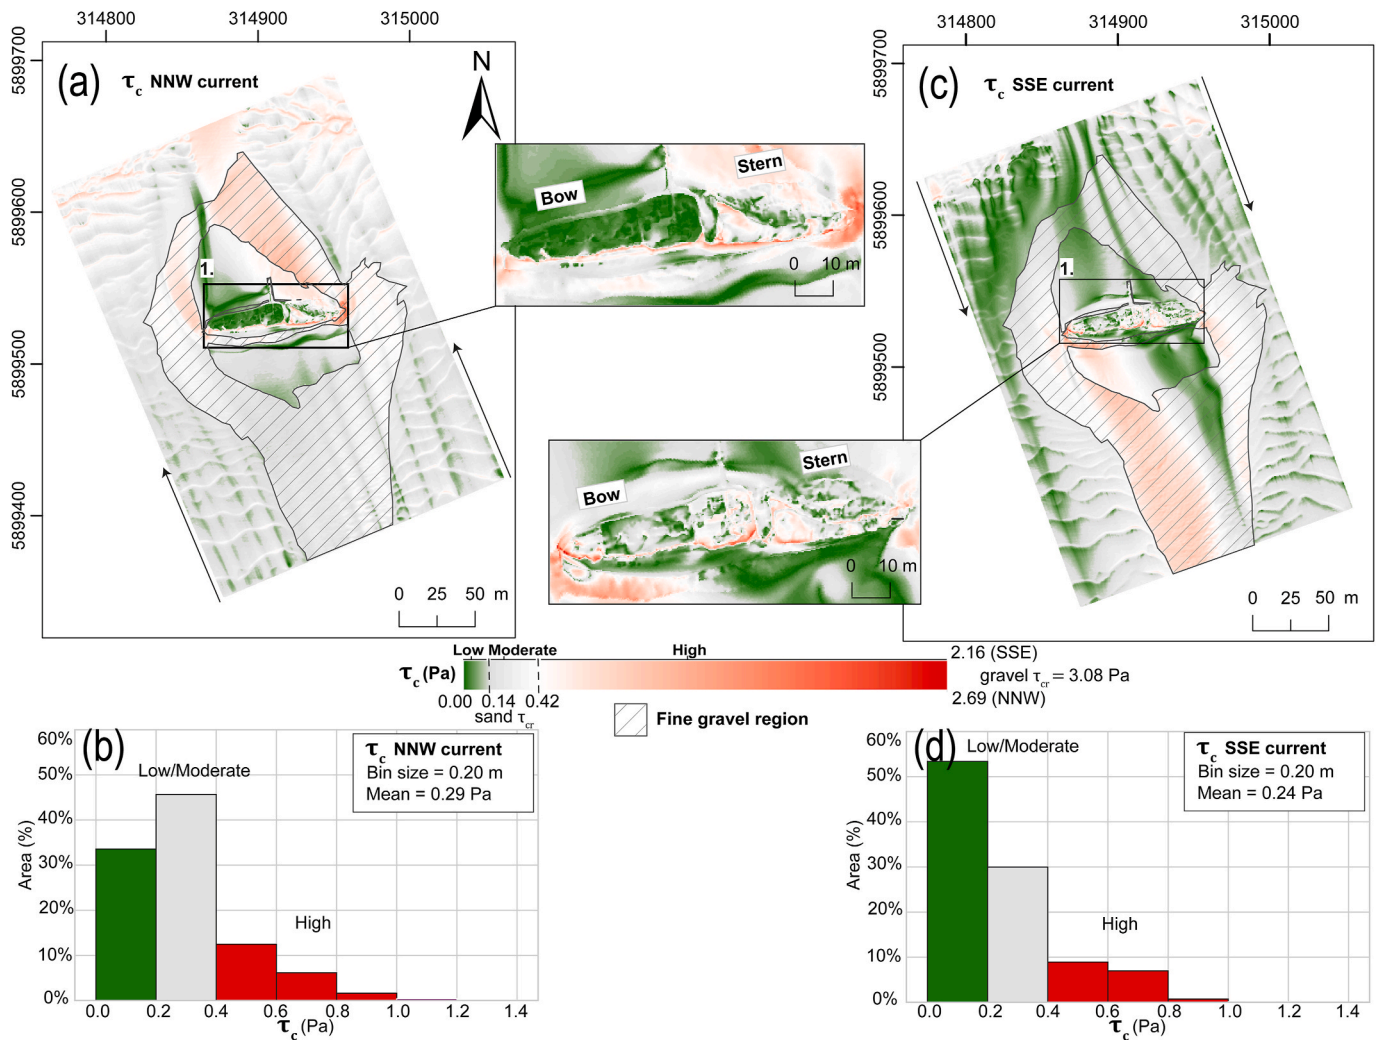 314800 314900 315000
314800 314900 315000
5899700
5899600
5899500
5899400
(a) τc NNW current
1.
0 25 50 m
N
Bow
Stern
0 10 m
Bow
Stern
0 10 m
5899700
5899600
5899500
(c) τc SSE current
1.
0 25 50 m
Low Moderate High
τc (Pa)
0.00 0.14 0.42
sand τcr
2.16 (SSE)
gravel τcr = 3.08 Pa
2.69 (NNW)
Fine gravel region
(b)
τc NNW current
Bin size = 0.20 m
Mean = 0.29 Pa
Low/Moderate
High
Area (%)
60%
50%
40%
30%
20%
10%
0%
0.0 0.2 0.4 0.6 0.8 1.0 1.2 1.4
τc (Pa)
(d)
τc SSE current
Bin size = 0.20 m
Mean = 0.24 Pa
Low/Moderate
High
Area (%)
60%
50%
40%
30%
20%
10%
0%
0.0 0.2 0.4 0.6 0.8 1.0 1.2 1.4
τc (Pa)